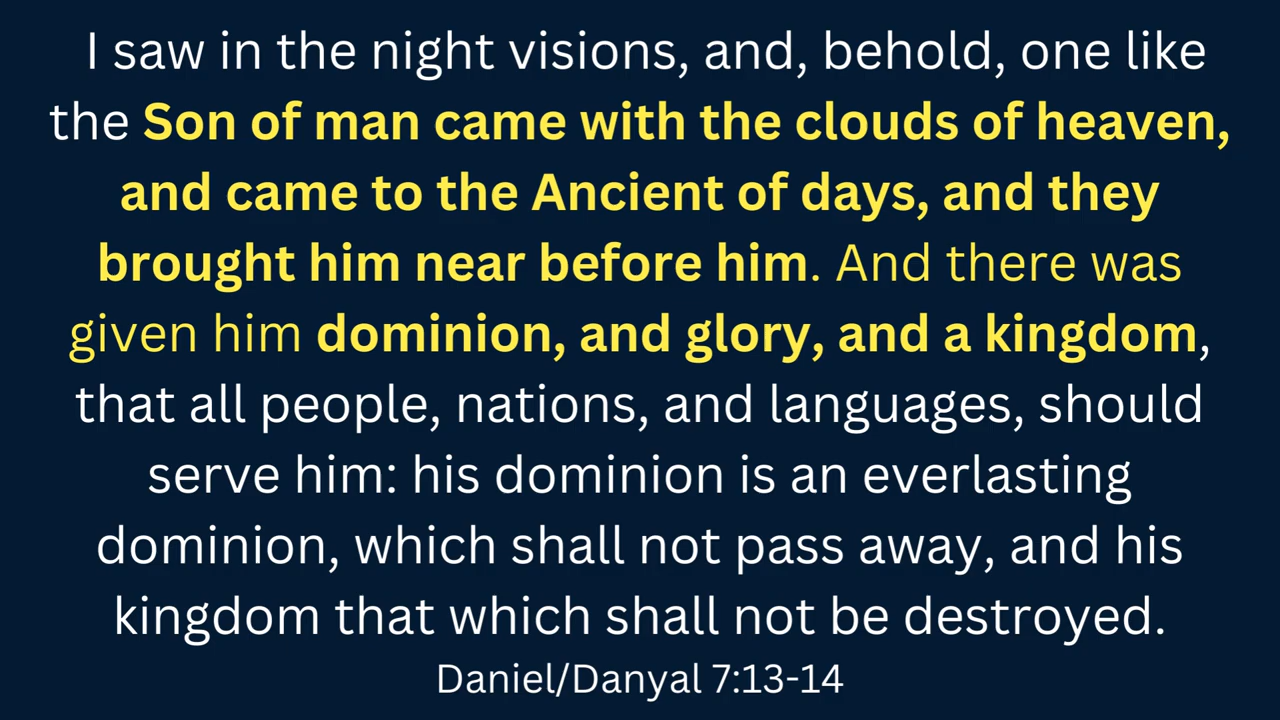 I saw in the night visions, and, behold, one like
the Son of man came with the clouds of heaven,
and came to the Ancient of days, and they
brought him near before him. And there was
given him dominion, and glory, and a kingdom,
that all people, nations, and languages, should
serve him: his dominion is an everlasting
dominion, which shall not pass away, and his
kingdom that which shall not be destroyed.
Daniel/Danyal 7:13-14